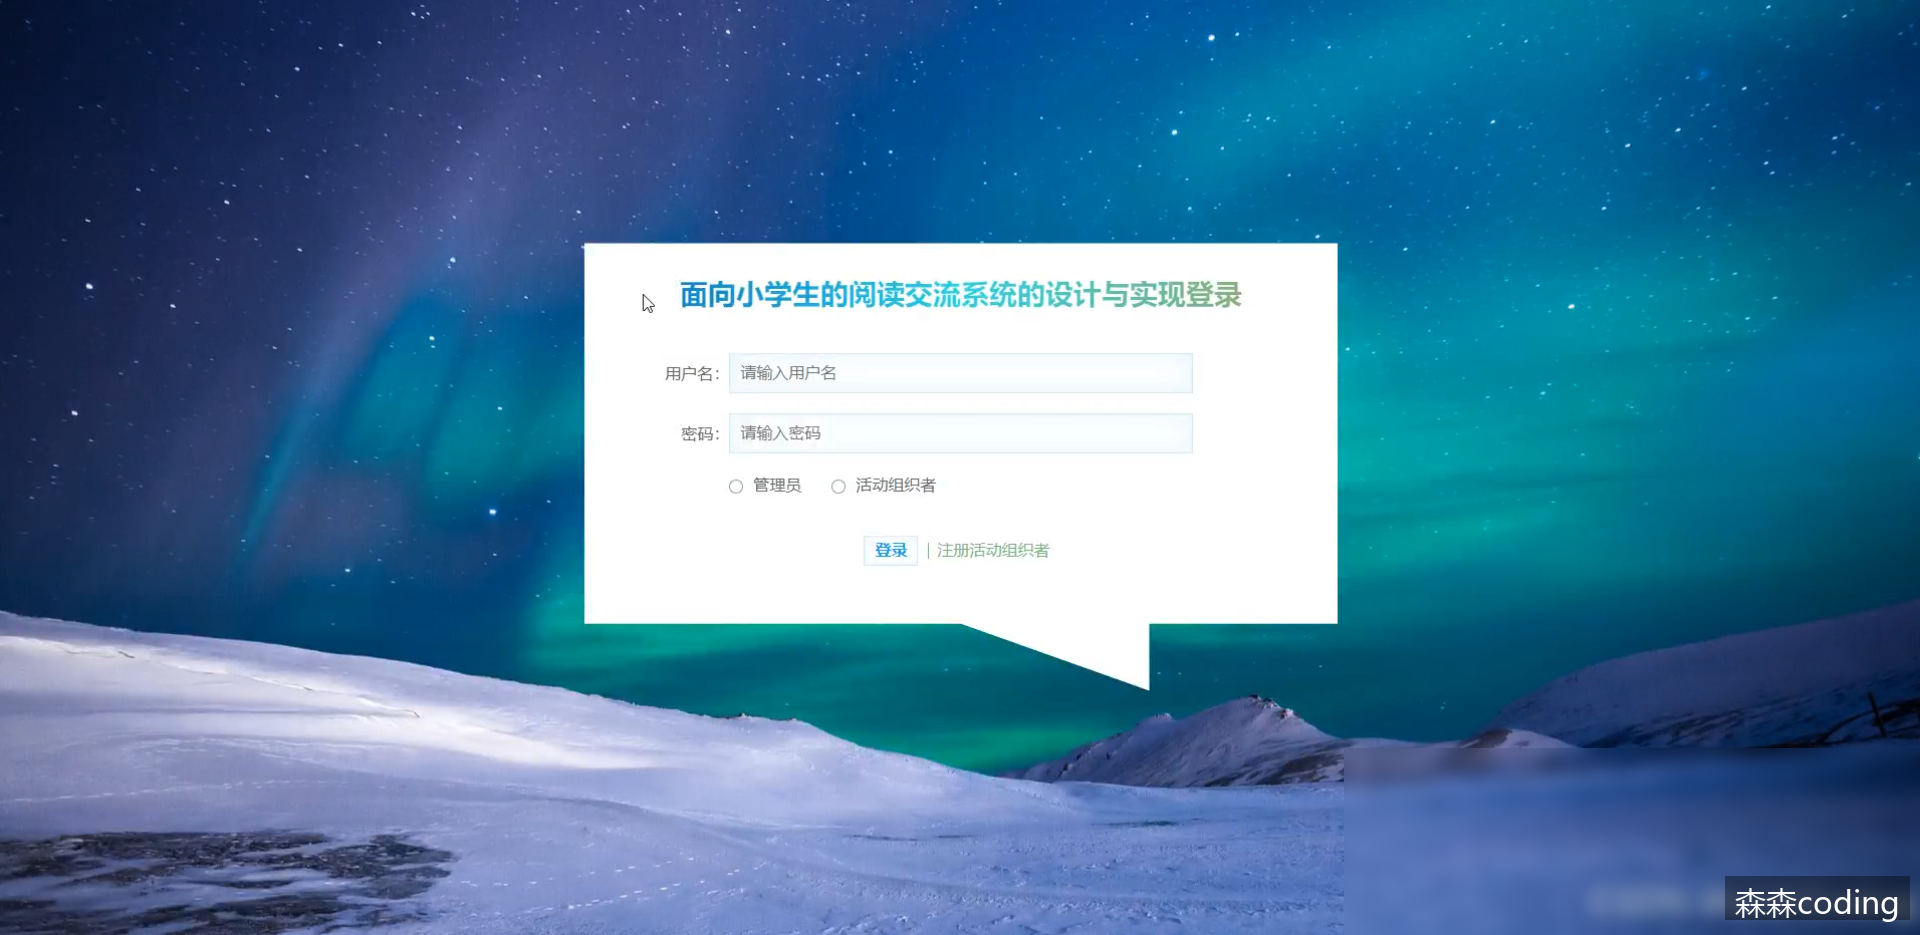 面向小学生的阅读交流系统的设计与实现登录
用户名： 请输入用户名
密码： 请输入密码
管理员 活动组织者
登录 | 注册活动组织者
森森coding